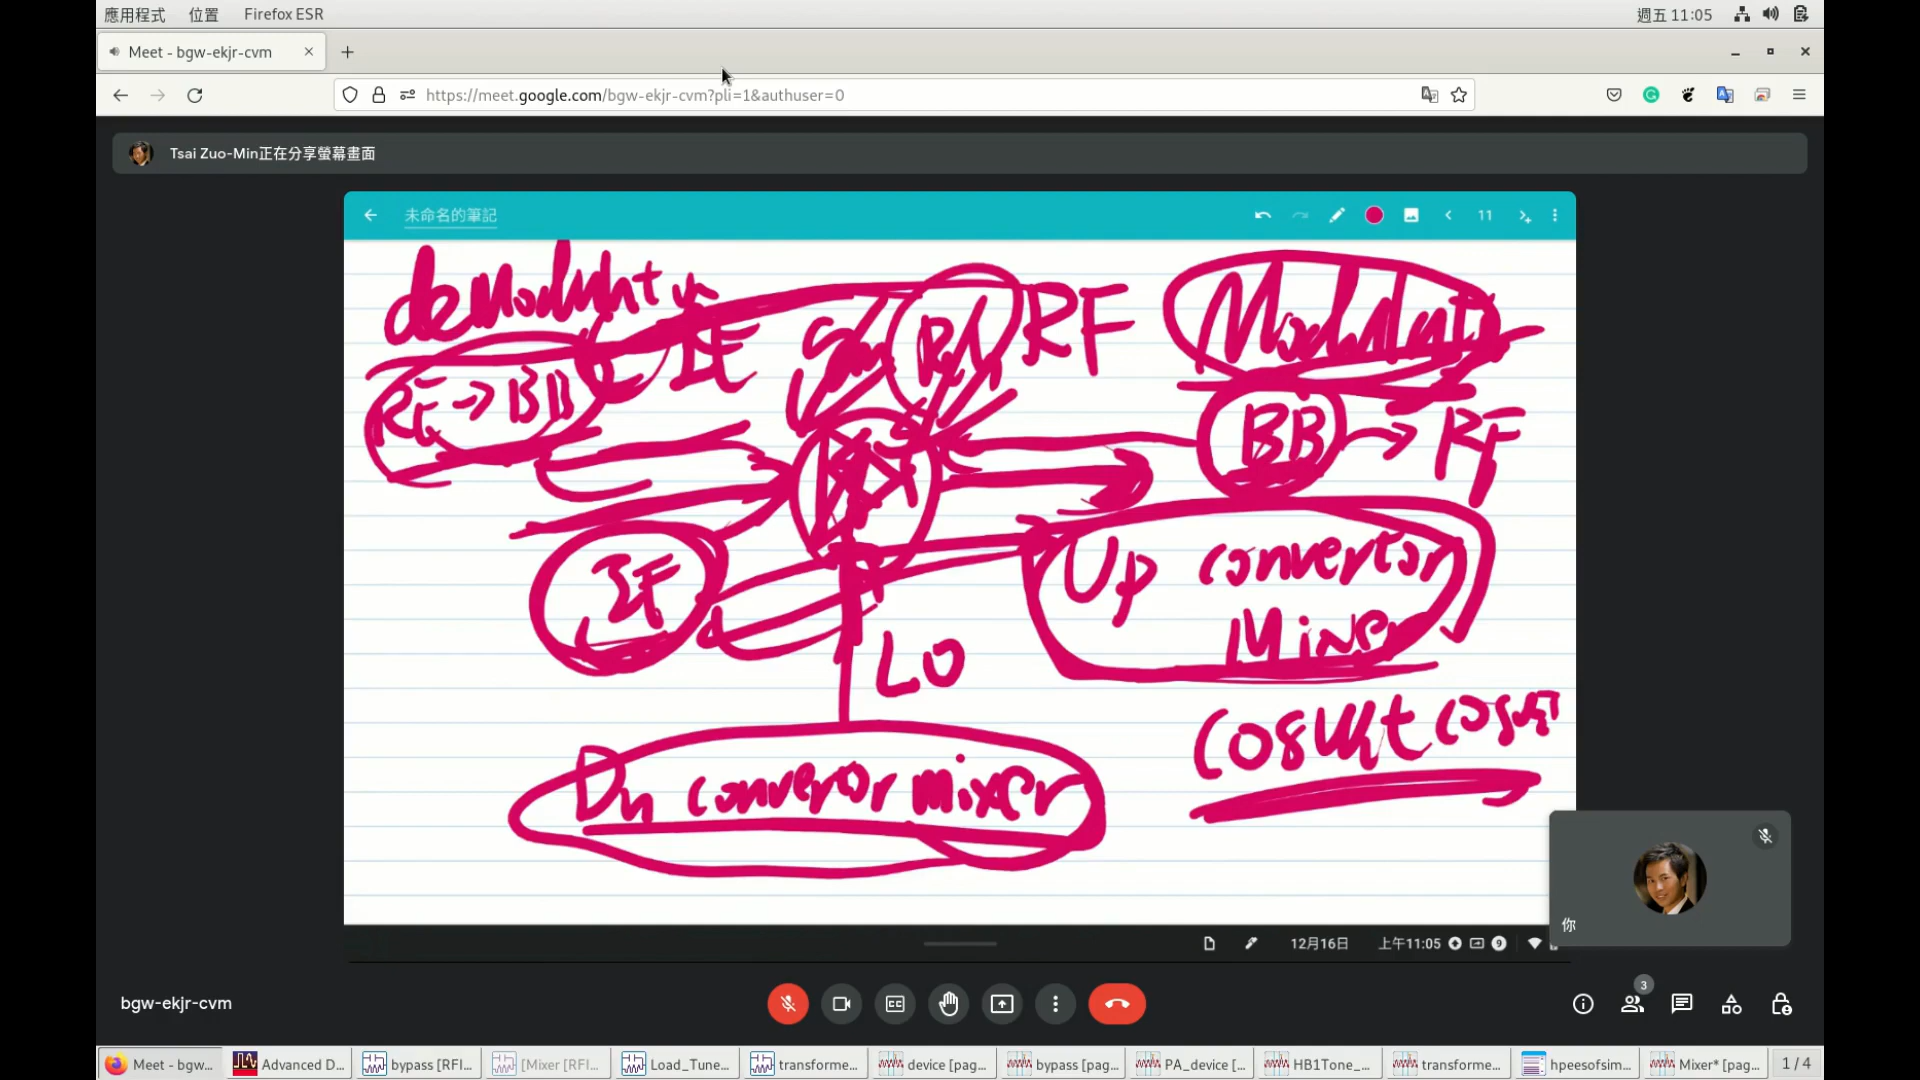 應用程式 位置 Firefox ESR 週五 11:05
Meet - bgw-ekjr-cvm
https://meet.google.com/bgw-ekjr-cvm?pli=1&authuser=0
Tsai Zuo-Min正在分享螢幕畫面
未命名的筆記 11
RF
RF→BB
BB → RF
IF
Up convertor
Mixer
LO
Dn convertor mixer
12月16日 上午11:05 9
你
bgw-ekjr-cvm
3
Meet - bgw... Advanced D... bypass [RFI... [Mixer [RFI... Load_Tune... transforme... device [pag... bypass [pag... PA_device [... HB1Tone_... transforme... hpeesofsim... Mixer* [pag... 1 / 4